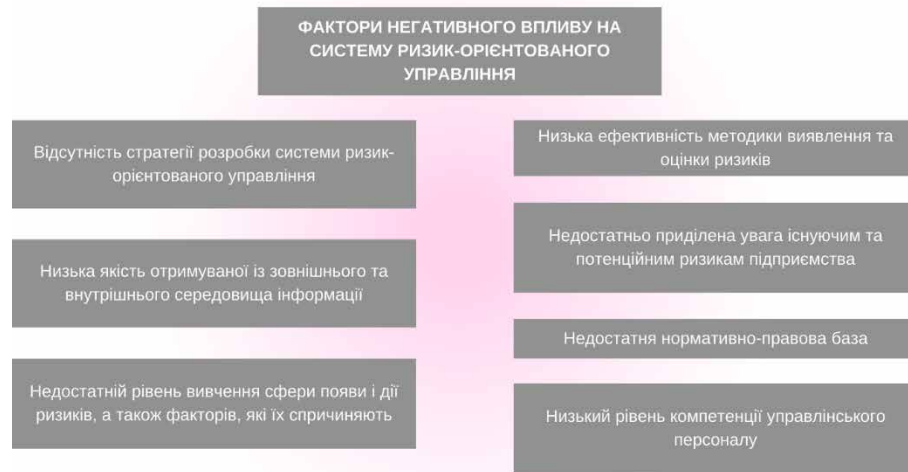 ФАКТОРИ НЕГАТИВНОГО ВПЛИВУ НА
СИСТЕМУ РИЗИК-ОРІЄНТОВАНОГО
УПРАВЛІННЯ
Відсутність стратегії розробки системи ризик-
орієнтованого управління
Низька якість отримуваної із зовнішнього та
внутрішнього середовища інформації
Недостатній рівень вивчення сфери появи і дії
ризиків, а також факторів, які їх спричиняють
Низька ефективність методики виявлення та
оцінки ризиків
Недостатньо приділена увага існуючим та
потенційним ризикам підприємства
Недостатня нормативно-правова база
Низький рівень компетенції управлінського
персоналу